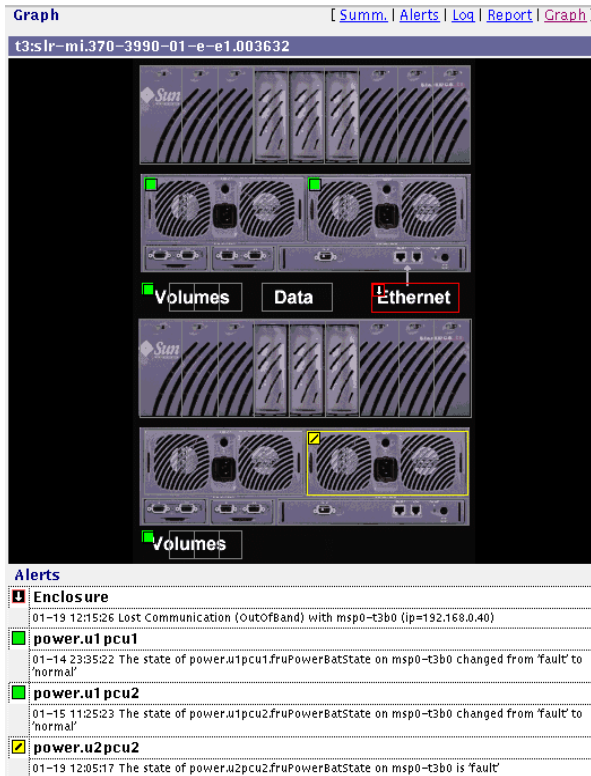 Graph [ Summ. | Alerts | Log | Report | Graph ]
t3:slr-mi.370-3990-01-e-e1.003632
Sun
Volumes Data Ethernet
Sun
Volumes
Alerts
Enclosure
01-19 12:15:26 Lost Communication (OutOfBand) with msp0-t3b0 (ip=192.168.0.40)
power.u1pcu1
01-14 23:35:22 The state of power.u1pcu1.fruPowerBatState on msp0-t3b0 changed from 'fault' to
'normal'
power.u1pcu2
01-15 11:25:23 The state of power.u1pcu2.fruPowerBatState on msp0-t3b0 changed from 'fault' to
'normal'
power.u2pcu2
01-19 12:05:17 The state of power.u2pcu2.fruPowerBatState on msp0-t3b0 is 'fault'